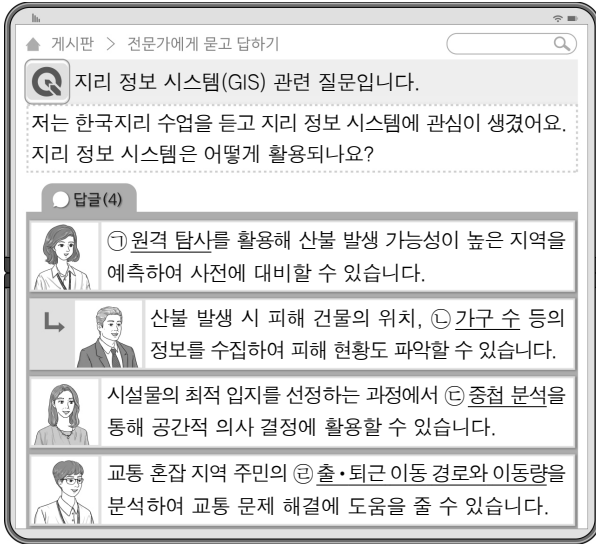 게시판 > 전문가에게 묻고 답하기
지리 정보 시스템(GIS) 관련 질문입니다.
저는 한국지리 수업을 듣고 지리 정보 시스템에 관심이 생겼어요.
지리 정보 시스템은 어떻게 활용되나요?
답글(4)
㉠ 원격 탐사를 활용해 산불 발생 가능성이 높은 지역을
예측하여 사전에 대비할 수 있습니다.
산불 발생 시 피해 건물의 위치, ㉡ 가구 수 등의
정보를 수집하여 피해 현황도 파악할 수 있습니다.
시설물의 최적 입지를 선정하는 과정에서 ㉢ 중첩 분석을
통해 공간적 의사 결정에 활용할 수 있습니다.
교통 혼잡 지역 주민의 ㉣ 출·퇴근 이동 경로와 이동량을
분석하여 교통 문제 해결에 도움을 줄 수 있습니다.